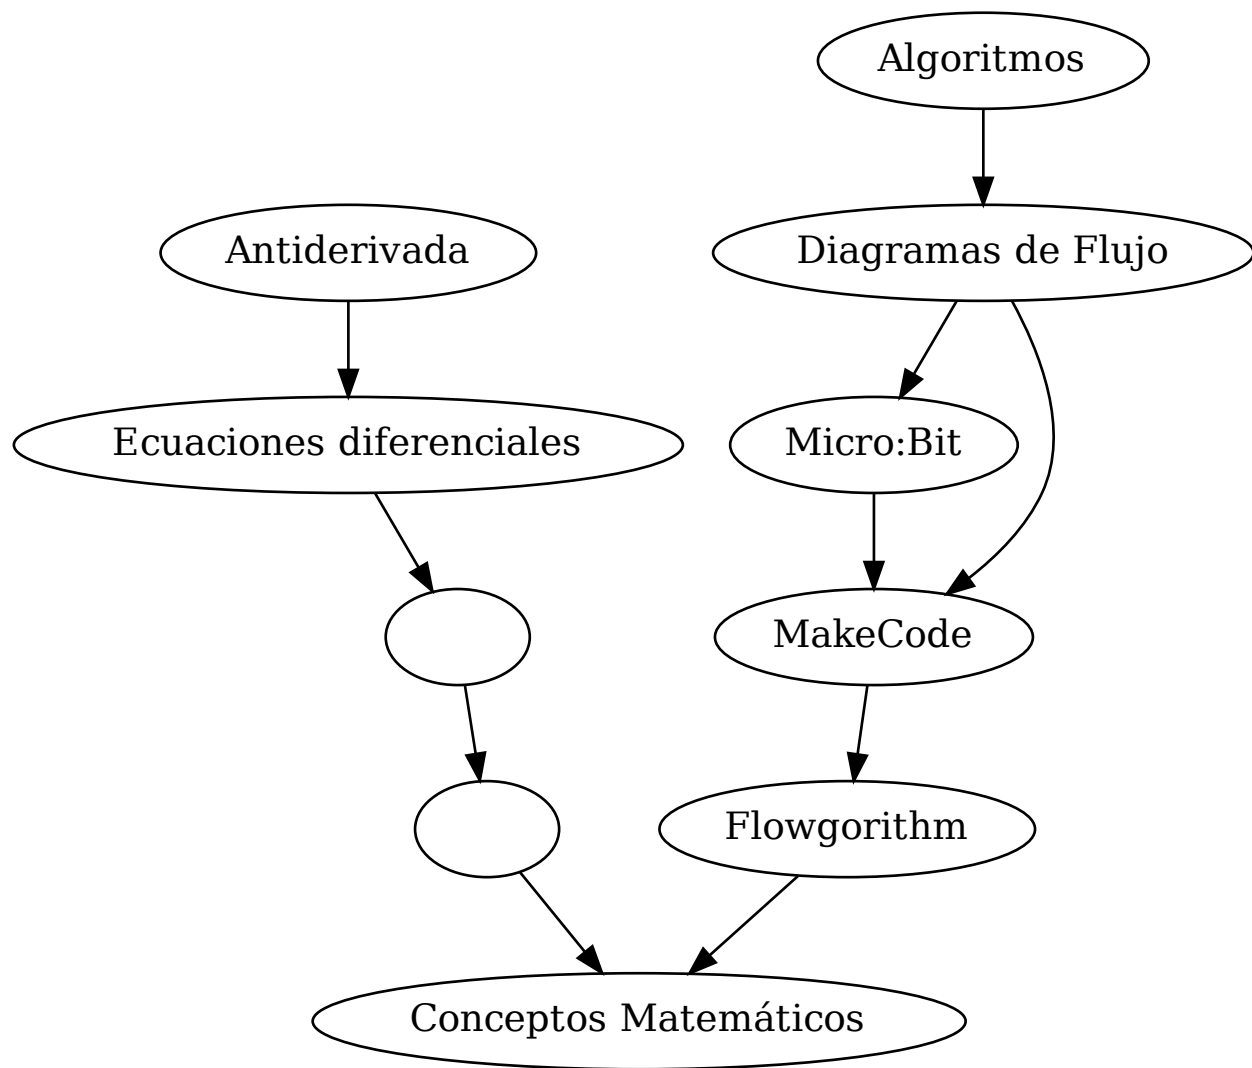 Algoritmos
Antiderivada
Diagramas de Flujo
Ecuaciones diferenciales
Micro:Bit
MakeCode
Flowgorithm
Conceptos Matemáticos